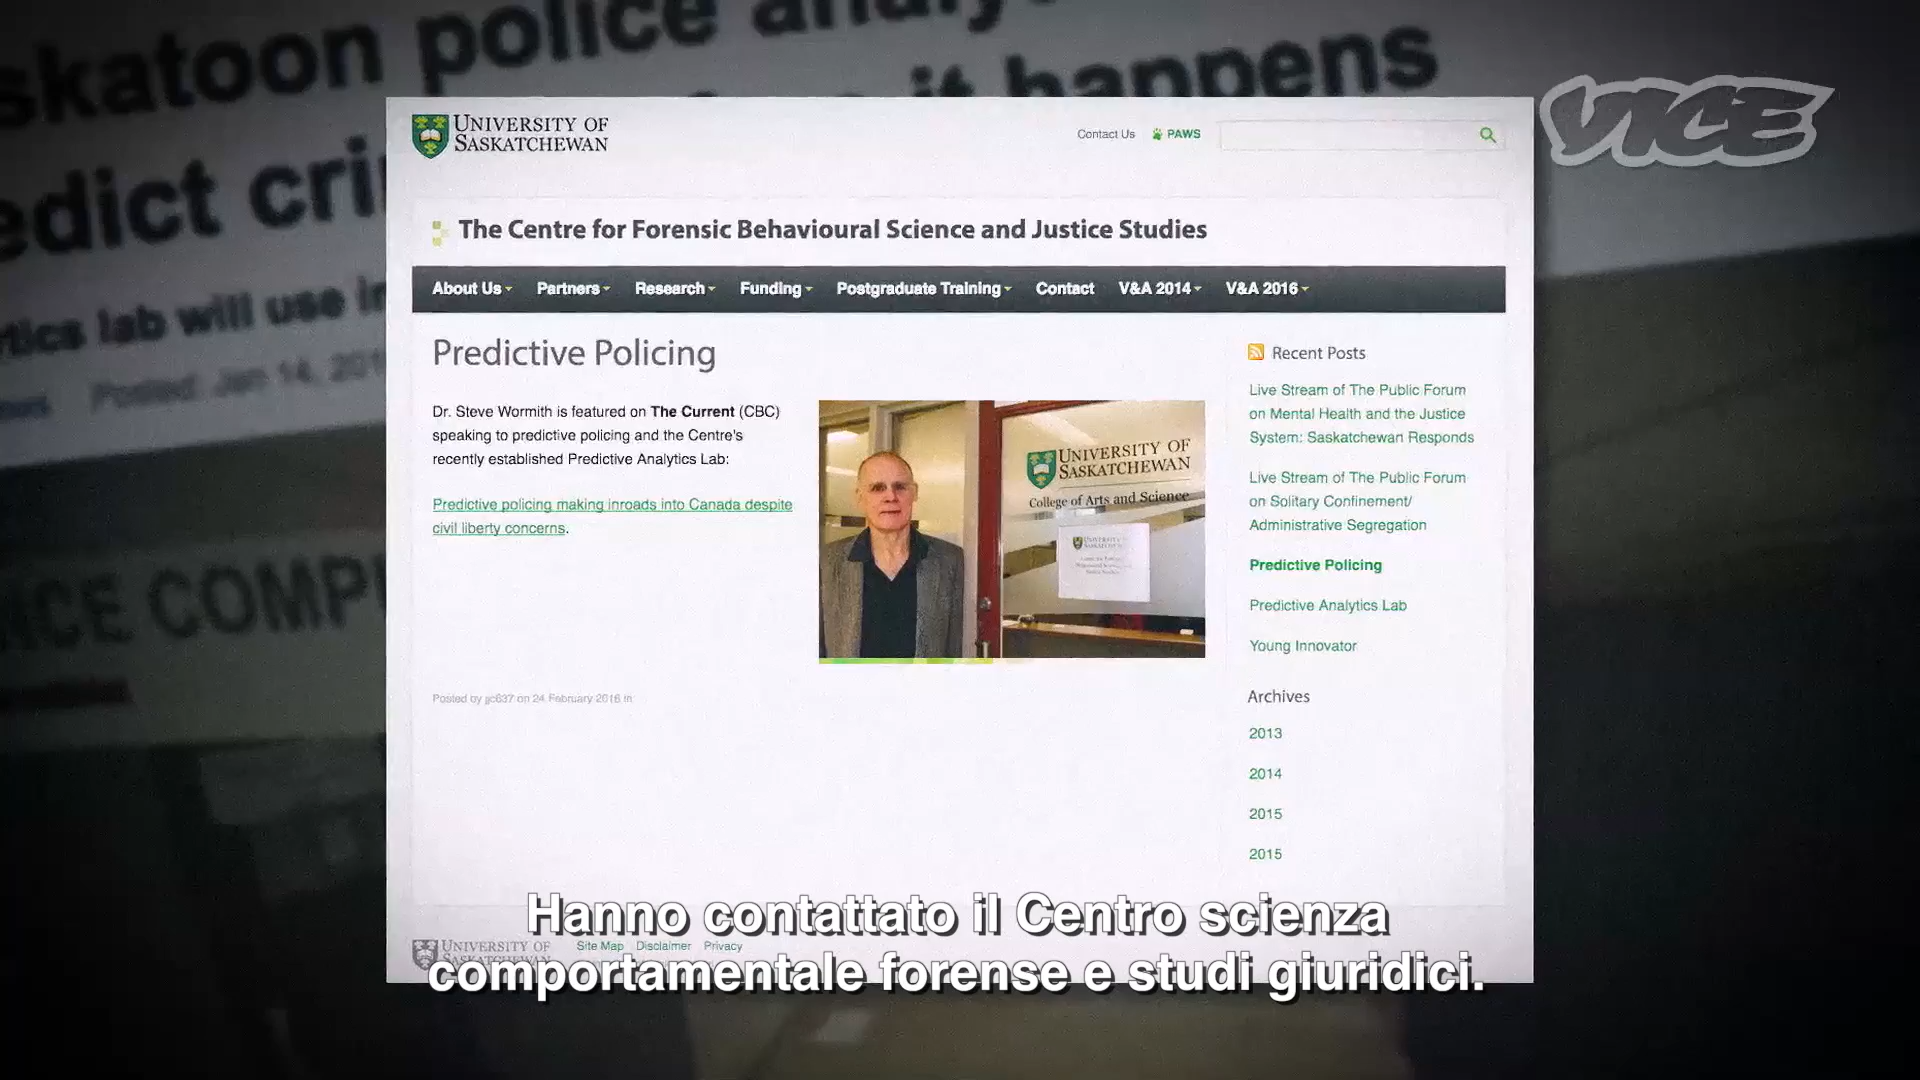 skatoon police
it happens
edict
tics lab will use
Posted: Jan 14, 201
VICE
UNIVERSITY OF
SASKATCHEWAN
Contact Us
PAWS
The Centre for Forensic Behavioural Science and Justice Studies
About Us
Partners
Research
Funding
Postgraduate Training
Contact
V&A 2014
V&A 2016
Predictive Policing
Dr. Steve Wormith is featured on The Current (CBC)
speaking to predictive policing and the Centre's
recently established Predictive Analytics Lab:
Predictive policing making inroads into Canada despite
civil liberty concerns.
UNIVERSITY OF
SASKATCHEWAN
College of Arts and Science
Posted by jjc637 on 24 February 2016 in
Recent Posts
Live Stream of The Public Forum
on Mental Health and the Justice
System: Saskatchewan Responds
Live Stream of The Public Forum
on Solitary Confinement/
Administrative Segregation
Predictive Policing
Predictive Analytics Lab
Young Innovator
Archives
2013
2014
2015
2015
UNIVERSITY OF
SASKATCHEWAN
Site Map
Disclaimer
Privacy
Hanno contattato il Centro scienza
comportamentale forense e studi giuridici.